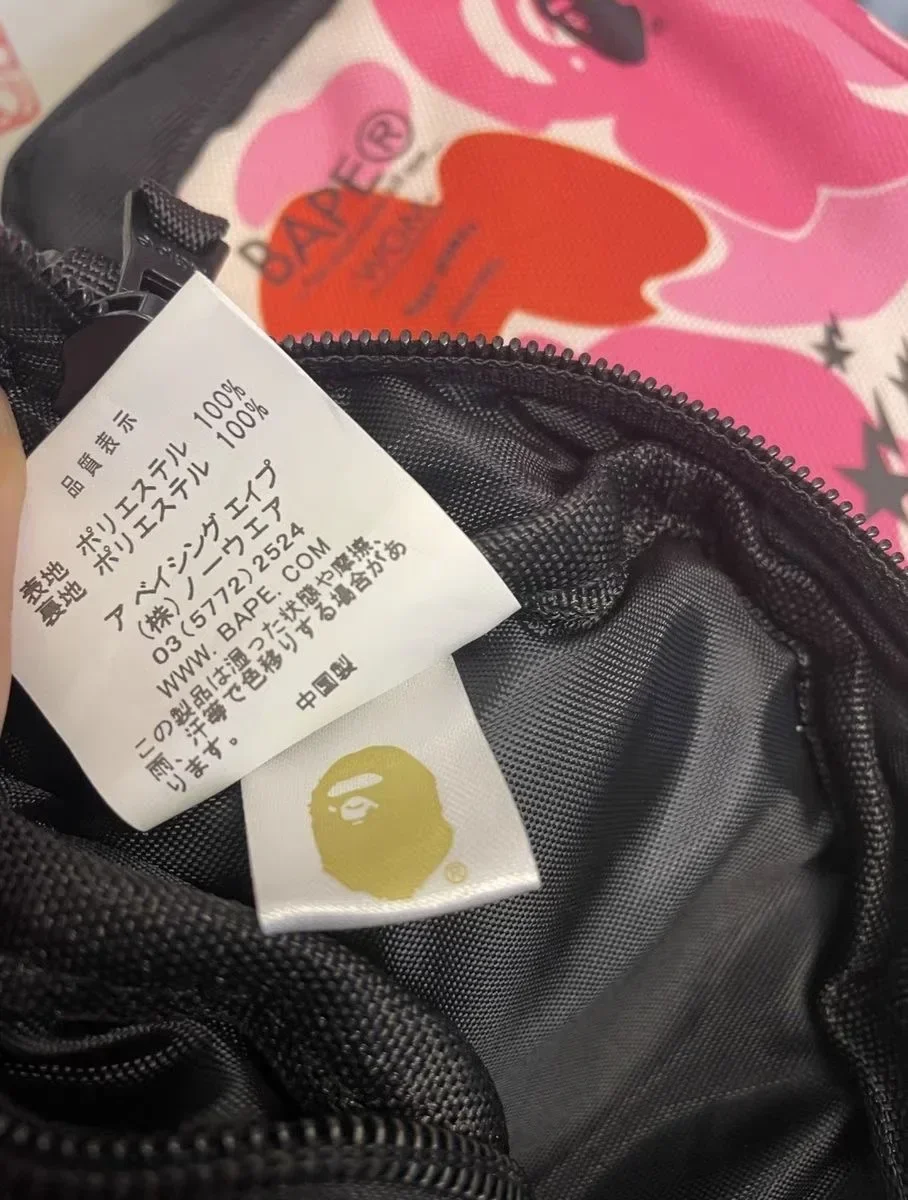 BAPE®
品質表示
表地 ポリエステル 100%
裏地 ポリエステル 100%
ア ベイシング エイプ
(株)ノーウエア
03(5772)2524
WWW. BAPE. COM
この製品は湿った状態や摩擦、
雨、汗等で色移りする場合があ
ります。
中国製
®